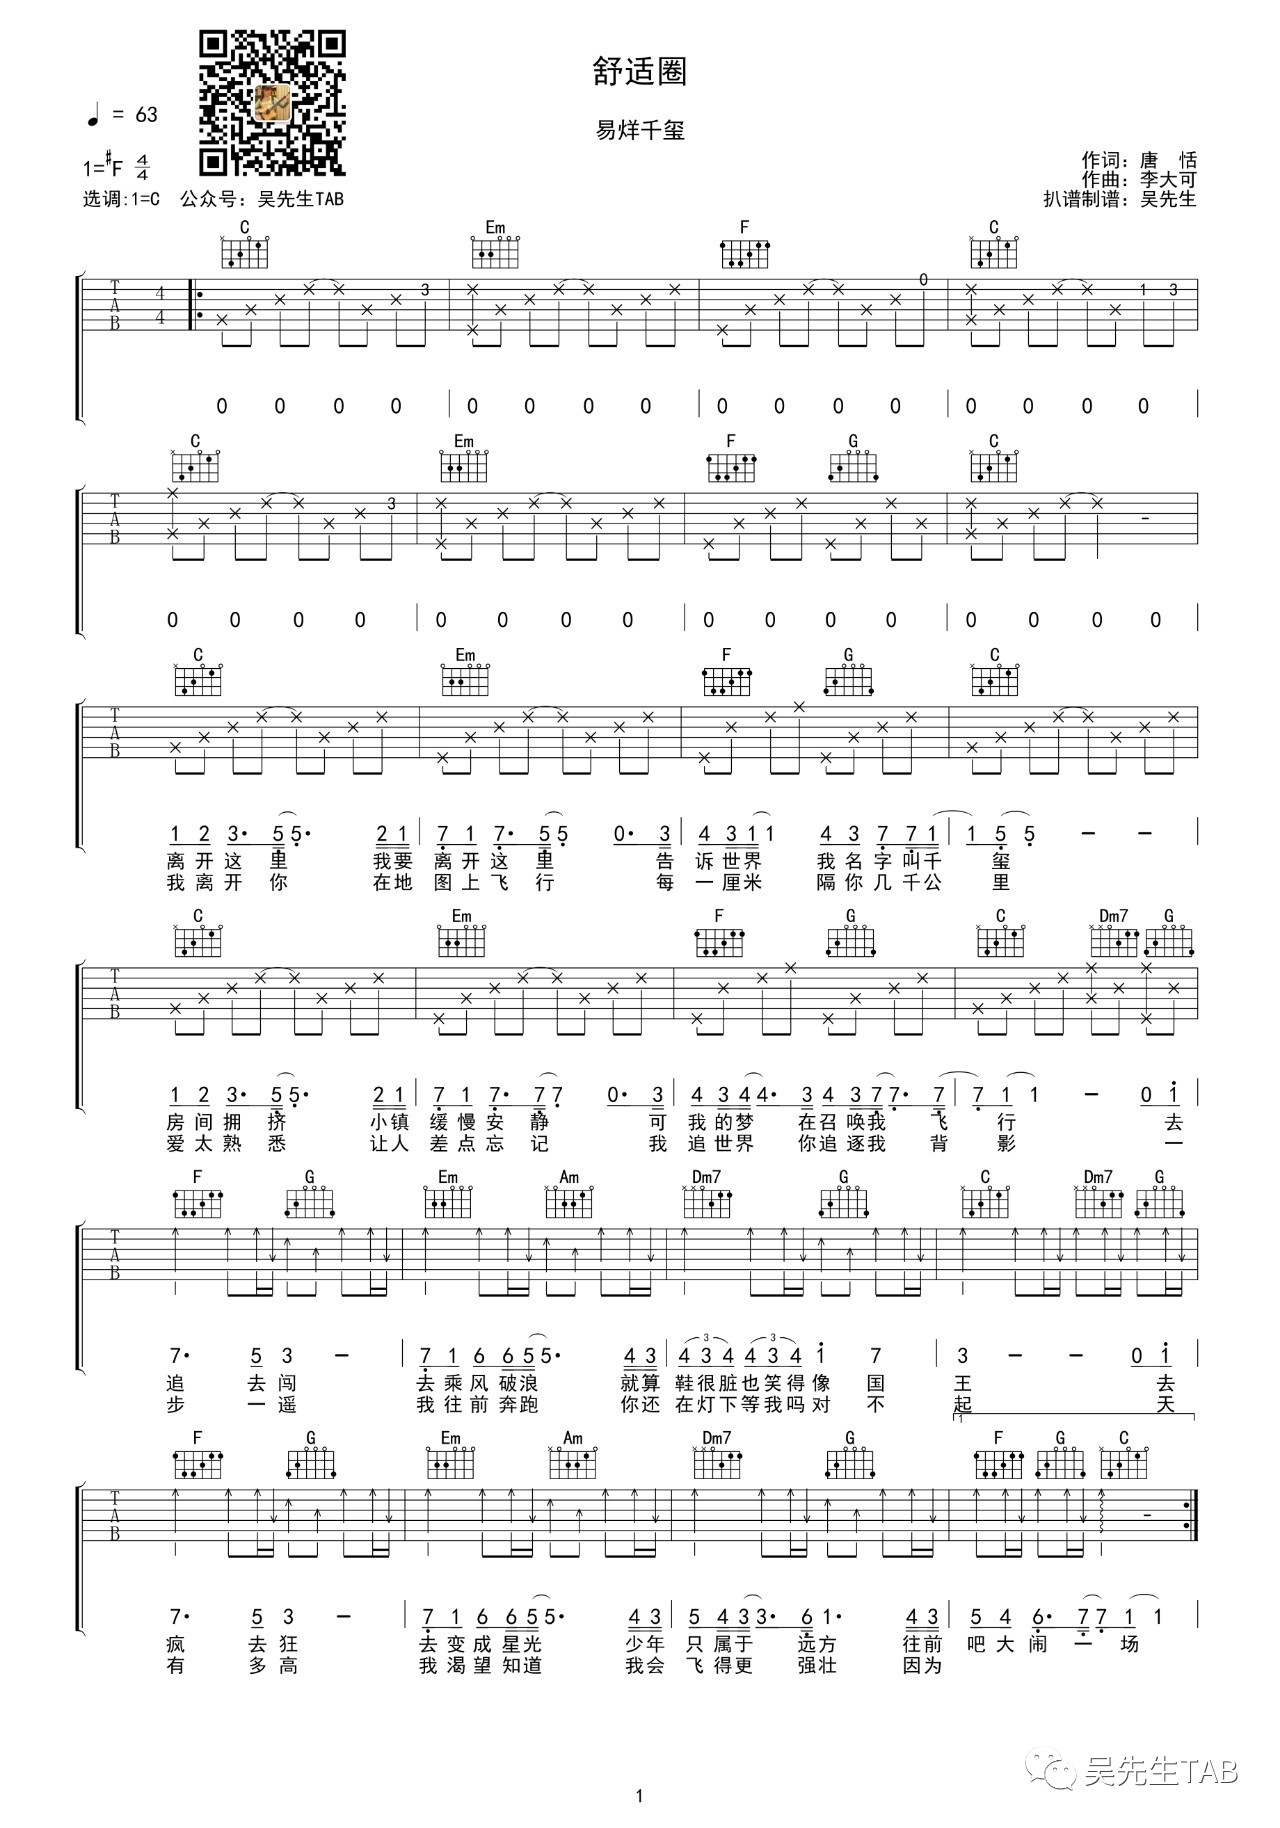 舒适圈
♩ = 63
易烊千玺
1=#F 4/4
作词：唐 恬
作曲：李大可
选调:1=C 公众号：吴先生TAB
扒谱制谱：吴先生
C Em F C
T A B 4 4 3 0 1 3
0 0 0 0 0 0 0 0 0 0 0 0 0 0 0 0
C Em F G C
T A B 3 -
0 0 0 0 0 0 0 0 0 0 0 0 0 0 0 0
C Em F G C
T A B
1 2 3· 5 5· 2 1 7 1 7· 5 5 0· 3 4 3 1 1 4 3 7 7 1 1 5 5 - -
离开这里 我要 离开这里 告 诉世界 我名字叫千 玺
我离开你 在地 图上飞行 每 一厘米 隔你几千公 里
C Em F G C Dm7 G
T A B
1 2 3· 5 5· 2 1 7 1 7· 7 7 0· 3 4 3 4 4· 3 4 3 7 7· 7 7 1 1 - 0 1
房间拥挤 小镇 缓慢安静 可 我的梦 在召唤我 飞 行 去
爱太熟悉 让人 差点忘记 我 追世界 你追逐我 背 影 一
F G Em Am Dm7 G C Dm7 G
T A B
7· 5 3 - 7 1 6 6 5 5· 4 3 3 4 3 4 3 4 3 4 1 7 3 - - 0 1
追 去闯 去乘风破浪 就算 鞋很脏也笑得像 国 王 去
步 一遥 我往前奔跑 你还 在灯下等我吗对 不 起 天
1
F G Em Am Dm7 G F G C
T A B -
7· 5 3 - 7 1 6 6 5 5· 4 3 5 4 3 3· 6 1· 4 3 5 4 6· 7 7 1 1
疯 去狂 去变成星光 少年 只属于 远方 往前 吧大闹一场
有 多高 我渴望知道 我会 飞得更 强壮 因为
吴先生TAB
1